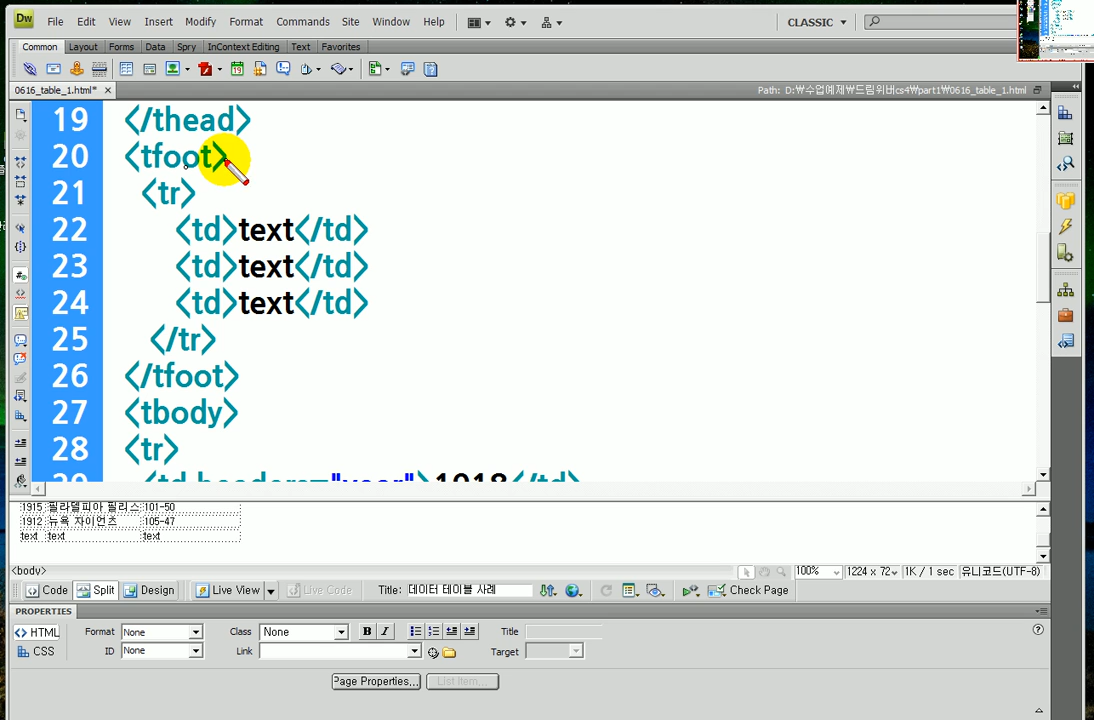 Dw File Edit View Insert Modify Format Commands Site Window Help CLASSIC
Common Layout Forms Data Spry InContext Editing Text Favorites
0616_table_1.html* × Path: D:₩수업예제₩드림위버cs4₩part1₩0616_table_1.html
19 </thead>
20 <tfoot>
21 <tr>
22 <td>text</td>
23 <td>text</td>
24 <td>text</td>
25 </tr>
26 </tfoot>
27 <tbody>
28 <tr>
29 <td headers="year">1918</td>
1915 필라델피아 필리스 101-50
1912 뉴욕 자이언츠 105-47
text text text
<body> 100% 1224 x 72 1K / 1 sec 유니코드(UTF-8)
Code Split Design Live View Live Code Title: 데이터 테이블 사례 Check Page
PROPERTIES
<> HTML Format None Class None B I Title
CSS ID None Link Target
Page Properties... List Item...